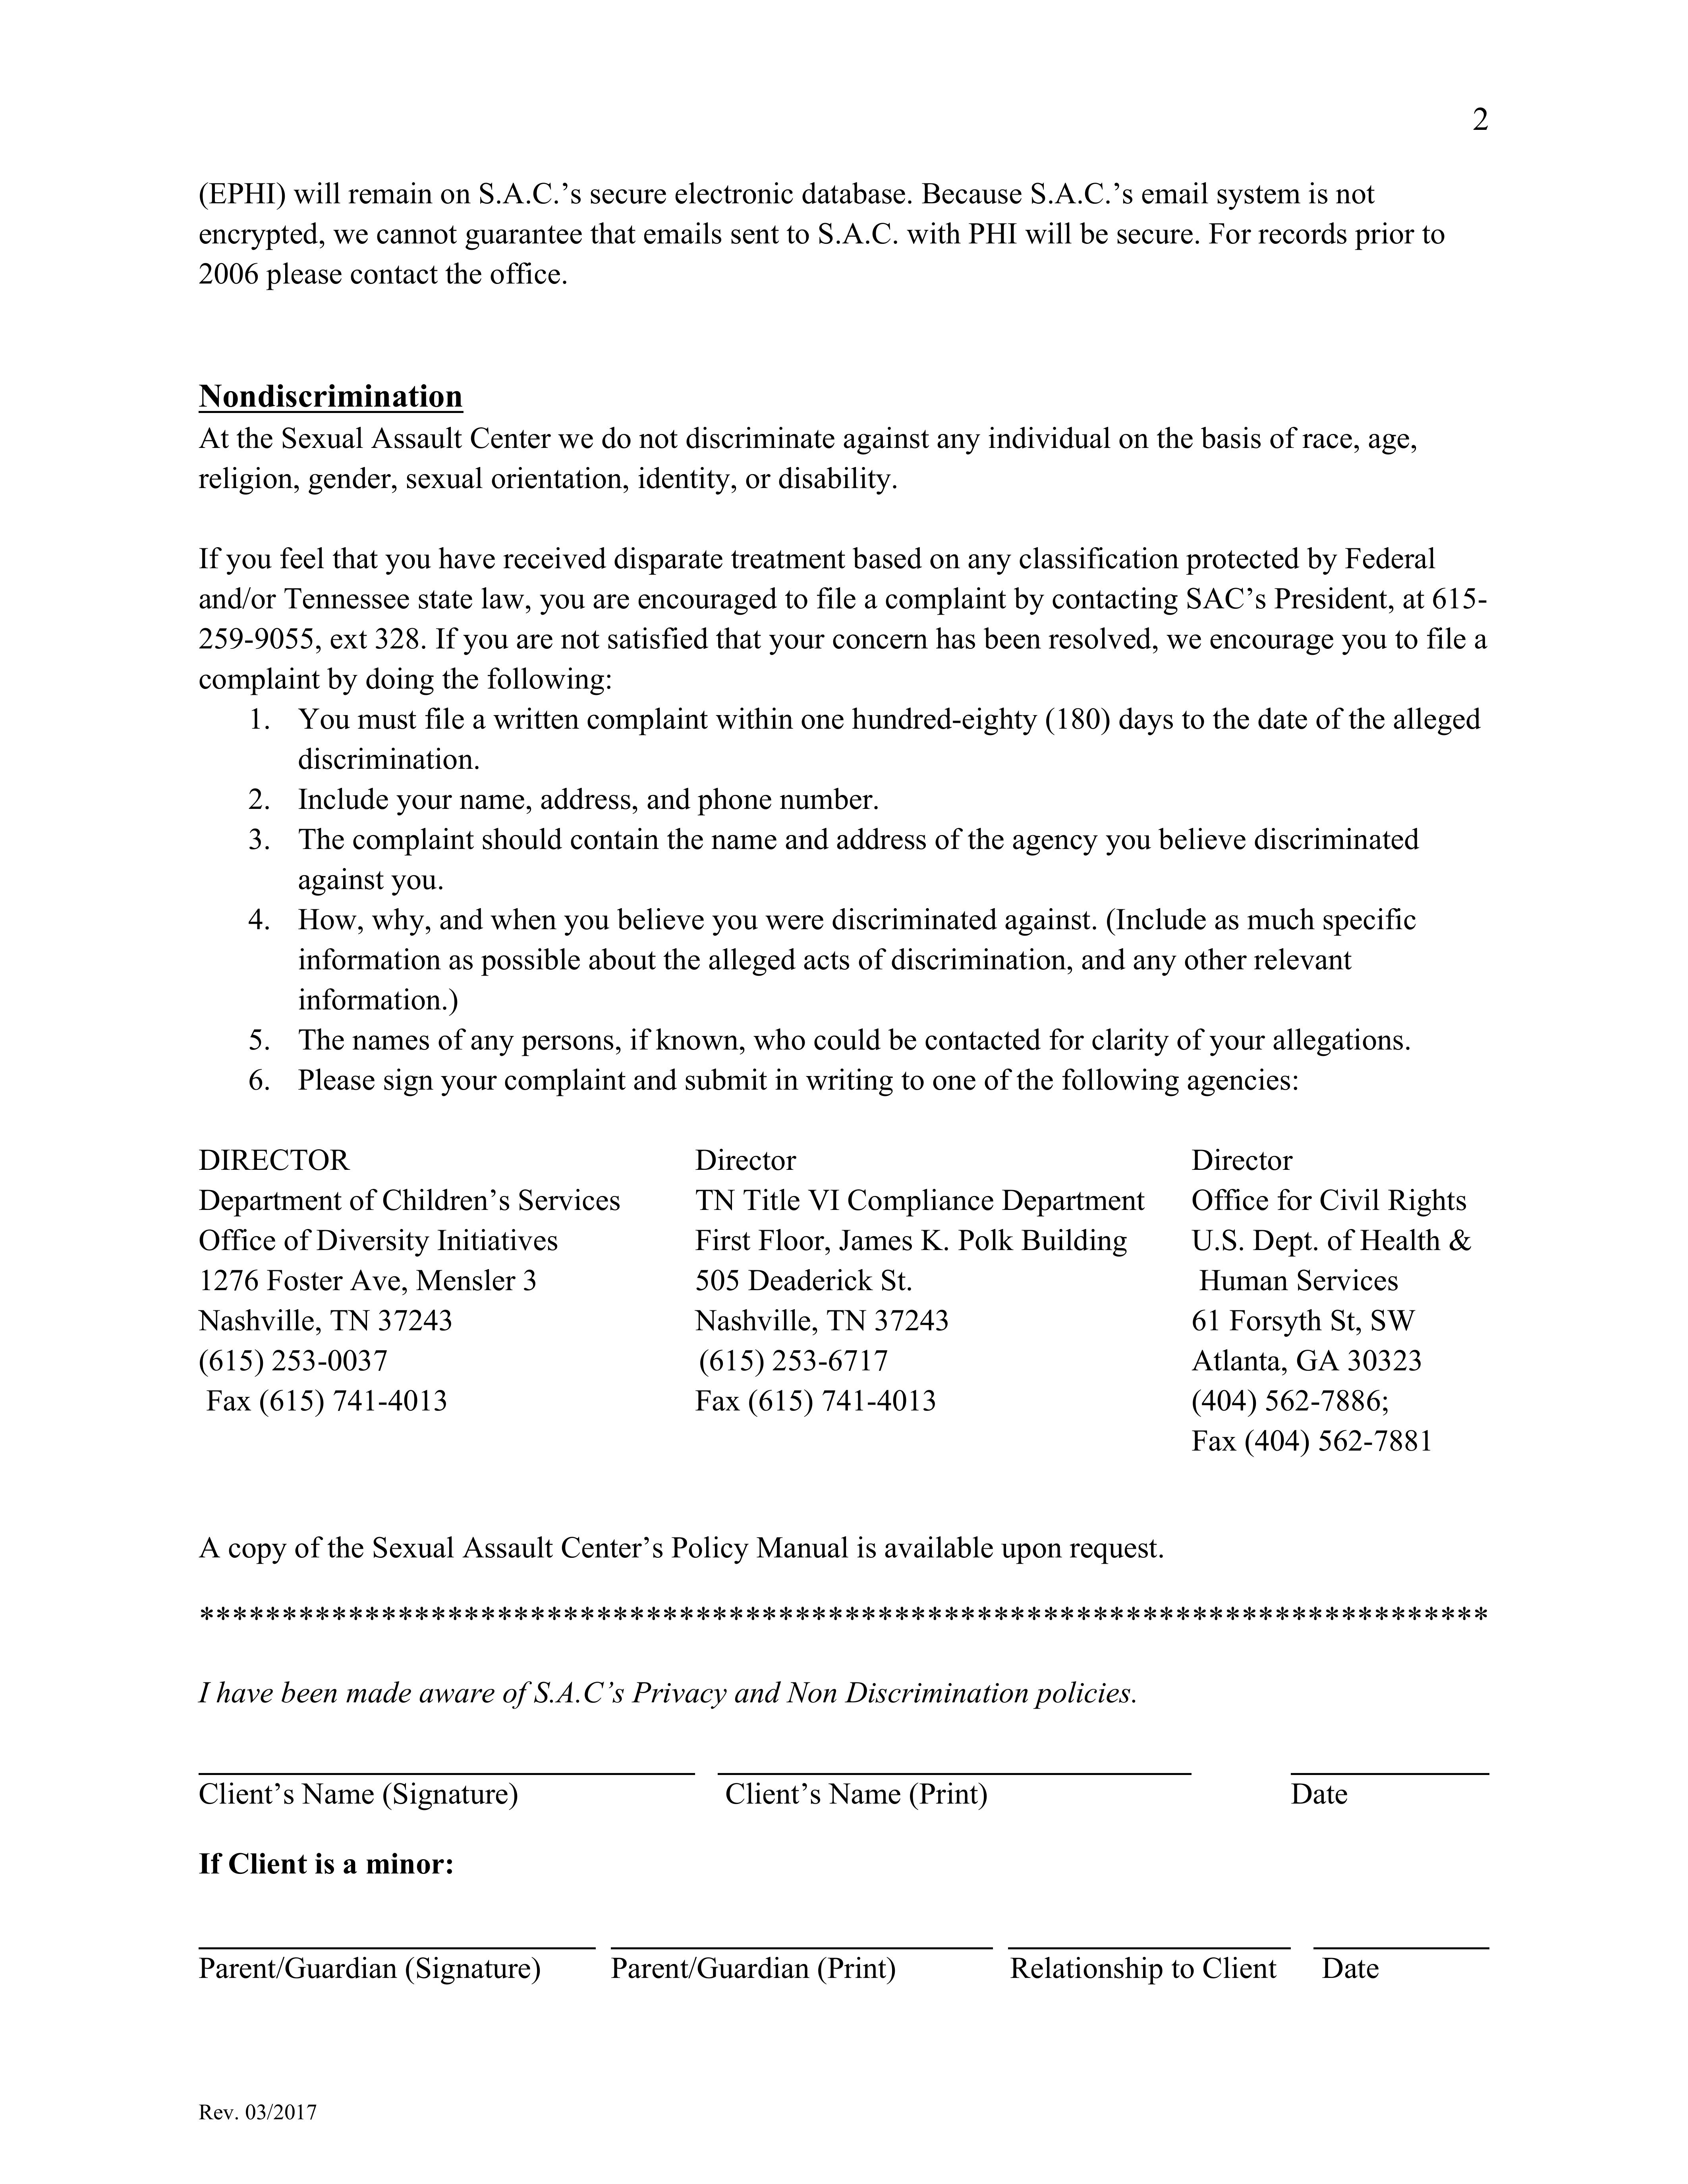 2
(EPHI) will remain on S.A.C.’s secure electronic database. Because S.A.C.’s email system is not
encrypted, we cannot guarantee that emails sent to S.A.C. with PHI will be secure. For records prior to
2006 please contact the office.
Nondiscrimination
At the Sexual Assault Center we do not discriminate against any individual on the basis of race, age,
religion, gender, sexual orientation, identity, or disability.
If you feel that you have received disparate treatment based on any classification protected by Federal
and/or Tennessee state law, you are encouraged to file a complaint by contacting SAC’s President, at 615-
259-9055, ext 328. If you are not satisfied that your concern has been resolved, we encourage you to file a
complaint by doing the following:
1. You must file a written complaint within one hundred-eighty (180) days to the date of the alleged
discrimination.
2. Include your name, address, and phone number.
3. The complaint should contain the name and address of the agency you believe discriminated
against you.
4. How, why, and when you believe you were discriminated against. (Include as much specific
information as possible about the alleged acts of discrimination, and any other relevant
information.)
5. The names of any persons, if known, who could be contacted for clarity of your allegations.
6. Please sign your complaint and submit in writing to one of the following agencies:
DIRECTOR
Department of Children’s Services
Office of Diversity Initiatives
1276 Foster Ave, Mensler 3
Nashville, TN 37243
(615) 253-0037
Fax (615) 741-4013
Director
TN Title VI Compliance Department
First Floor, James K. Polk Building
505 Deaderick St.
Nashville, TN 37243
(615) 253-6717
Fax (615) 741-4013
Director
Office for Civil Rights
U.S. Dept. of Health &
Human Services
61 Forsyth St, SW
Atlanta, GA 30323
(404) 562-7886;
Fax (404) 562-7881
A copy of the Sexual Assault Center’s Policy Manual is available upon request.
******************************************************************************
I have been made aware of S.A.C’s Privacy and Non Discrimination policies.
Client’s Name (Signature) Client’s Name (Print) Date
If Client is a minor:
Parent/Guardian (Signature) Parent/Guardian (Print) Relationship to Client Date
Rev. 03/2017